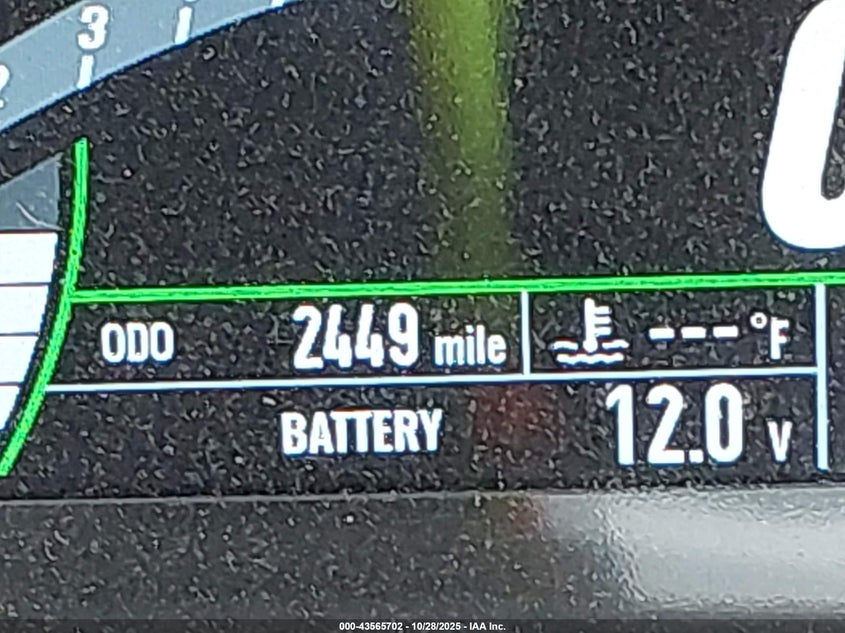 3
ODO 2449 mile ---°F
BATTERY 12.0 V
000-43565702 - 10/28/2025 - IAA Inc.